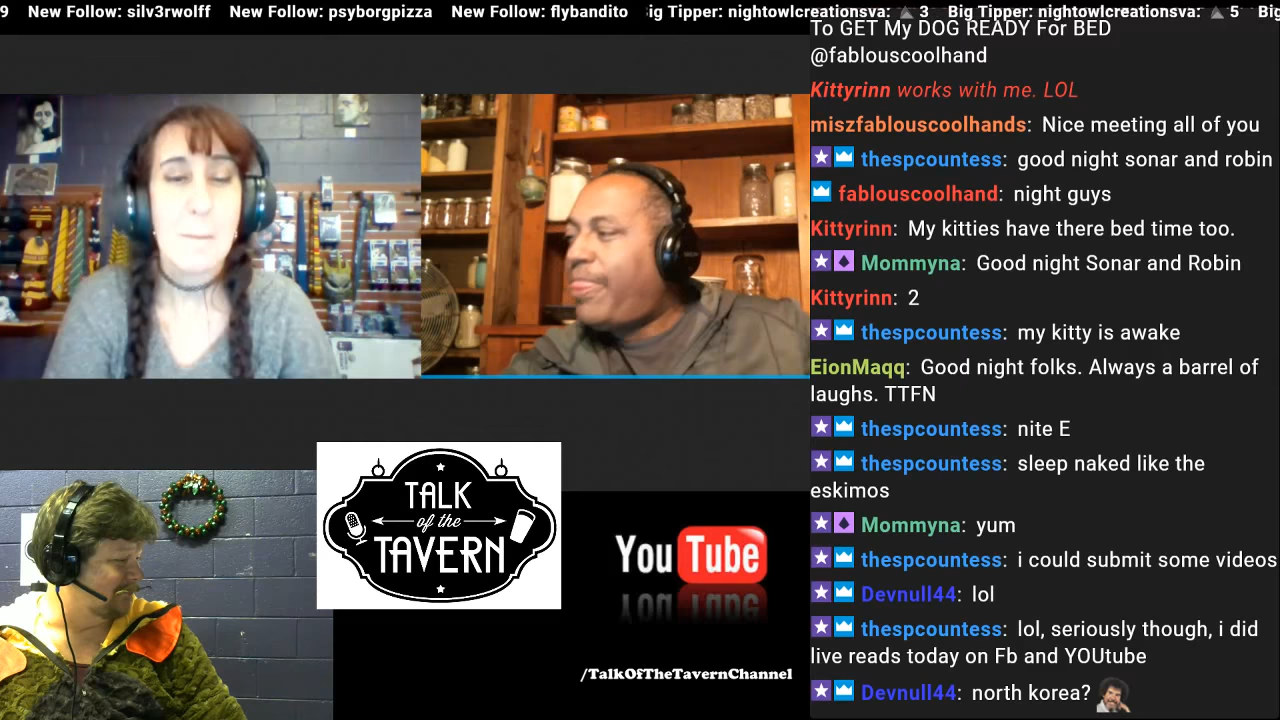 9 New Follow: silv3rwolff New Follow: psyborgpizza New Follow: flybandito ig Tipper: nightowlcreationsva: 3 Big Tipper: nightowlcreationsva: 5 Big
To GET My DOG READY For BED
@fablouscoolhand
Kittyrinn works with me. LOL
miszfablouscoolhands: Nice meeting all of you
thespcountess: good night sonar and robin
fablouscoolhand: night guys
Kittyrinn: My kitties have there bed time too.
Mommyna: Good night Sonar and Robin
Kittyrinn: 2
thespcountess: my kitty is awake
EionMaqq: Good night folks. Always a barrel of
laughs. TTFN
thespcountess: nite E
thespcountess: sleep naked like the
eskimos
Mommyna: yum
thespcountess: i could submit some videos
Devnull44: lol
thespcountess: lol, seriously though, i did
live reads today on Fb and YOUtube
Devnull44: north korea?
TALK
of the
TAVERN
YouTube
/TalkOfTheTavernChannel